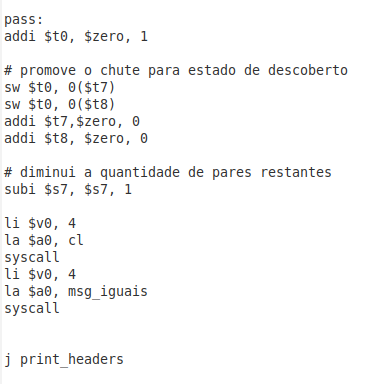 pass:
addi $t0, $zero, 1
# promove o chute para estado de descoberto
sw $t0, 0($t7)
sw $t0, 0($t8)
addi $t7,$zero, 0
addi $t8, $zero, 0
# diminui a quantidade de pares restantes
subi $s7, $s7, 1
li $v0, 4
la $a0, cl
syscall
li $v0, 4
la $a0, msg_iguais
syscall
j print_headers